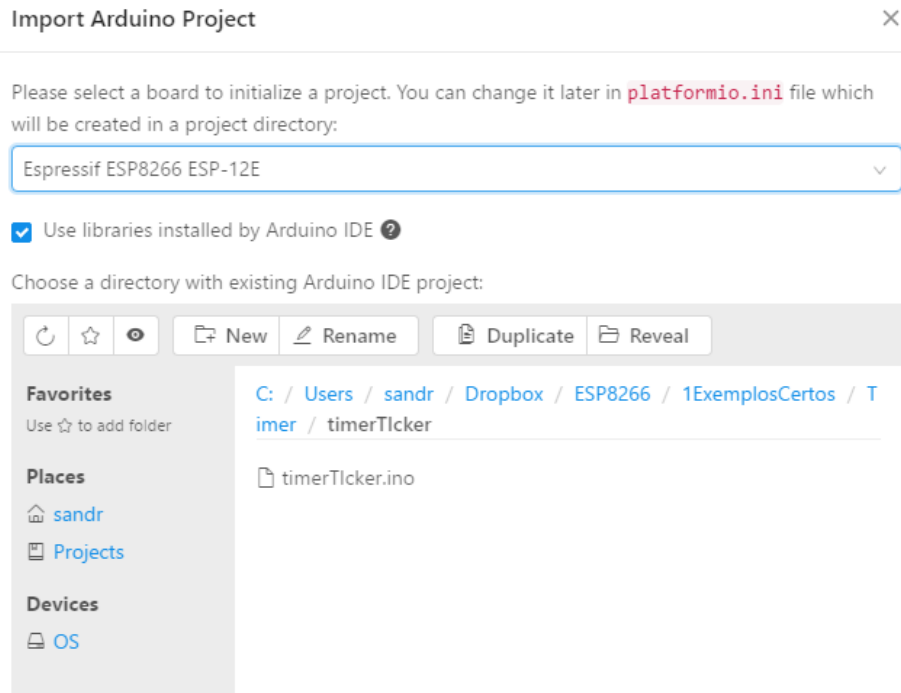 Import Arduino Project
Please select a board to initialize a project. You can change it later in platformio.ini file which
will be created in a project directory:
Espressif ESP8266 ESP-12E
Use libraries installed by Arduino IDE ?
Choose a directory with existing Arduino IDE project:
New Rename Duplicate Reveal
Favorites
Use ☆ to add folder
Places
sandr
Projects
Devices
OS
C: / Users / sandr / Dropbox / ESP8266 / 1ExemplosCertos / T
imer / timerTIcker
timerTIcker.ino